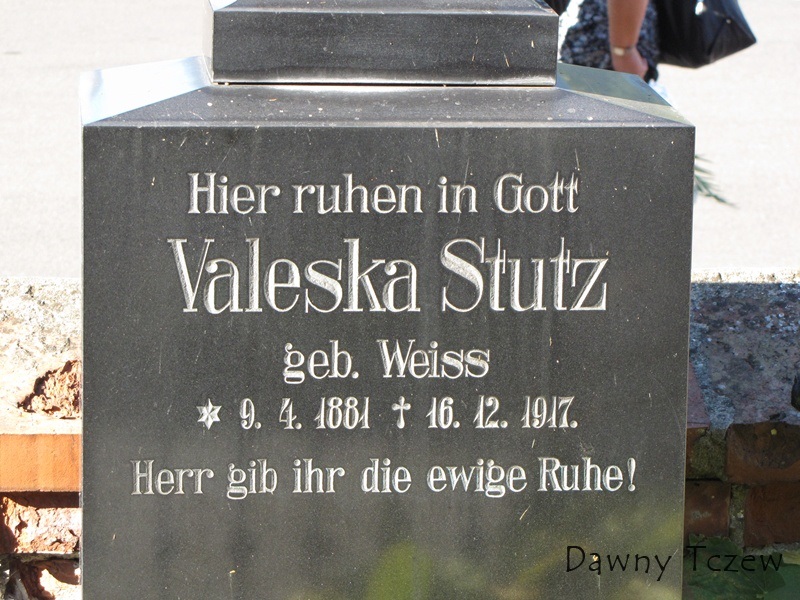 Hier ruhen in Gott
Valeska Stutz
geb. Weiss
✶ 9. 4. 1881 † 16. 12. 1917.
Herr gib ihr die ewige Ruhe!
Dawny Tczew